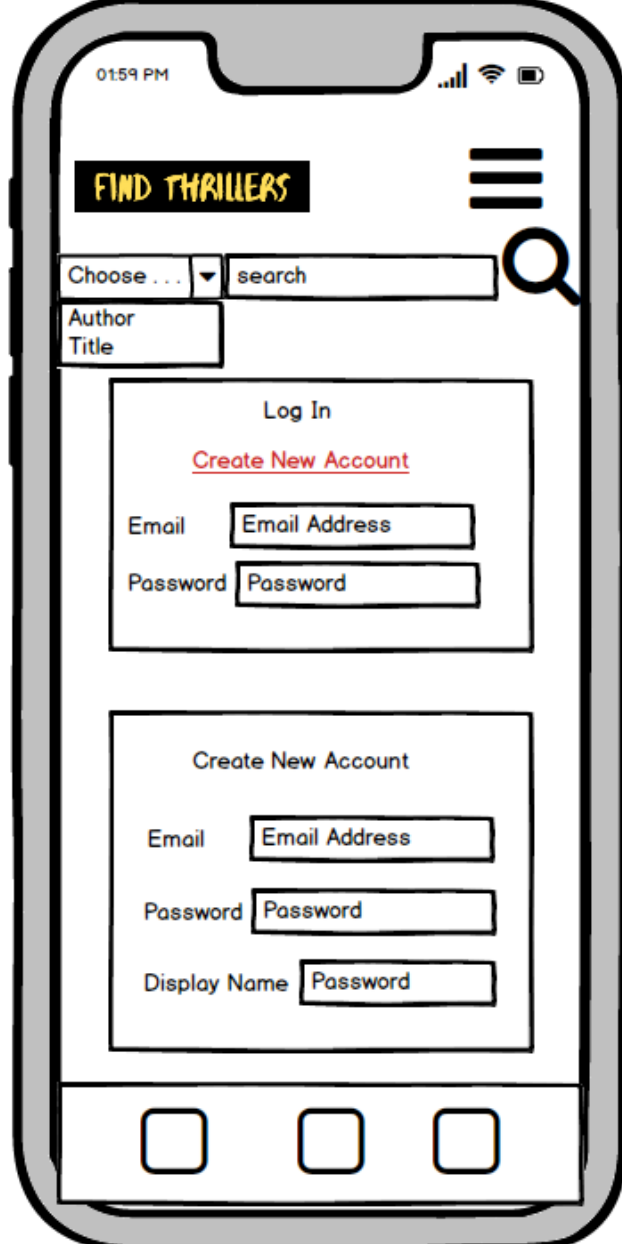 01:59 PM
FIND THRILLERS
Choose . . . search
Author
Title
Log In
Create New Account
Email Email Address
Password Password
Create New Account
Email Email Address
Password Password
Display Name Password